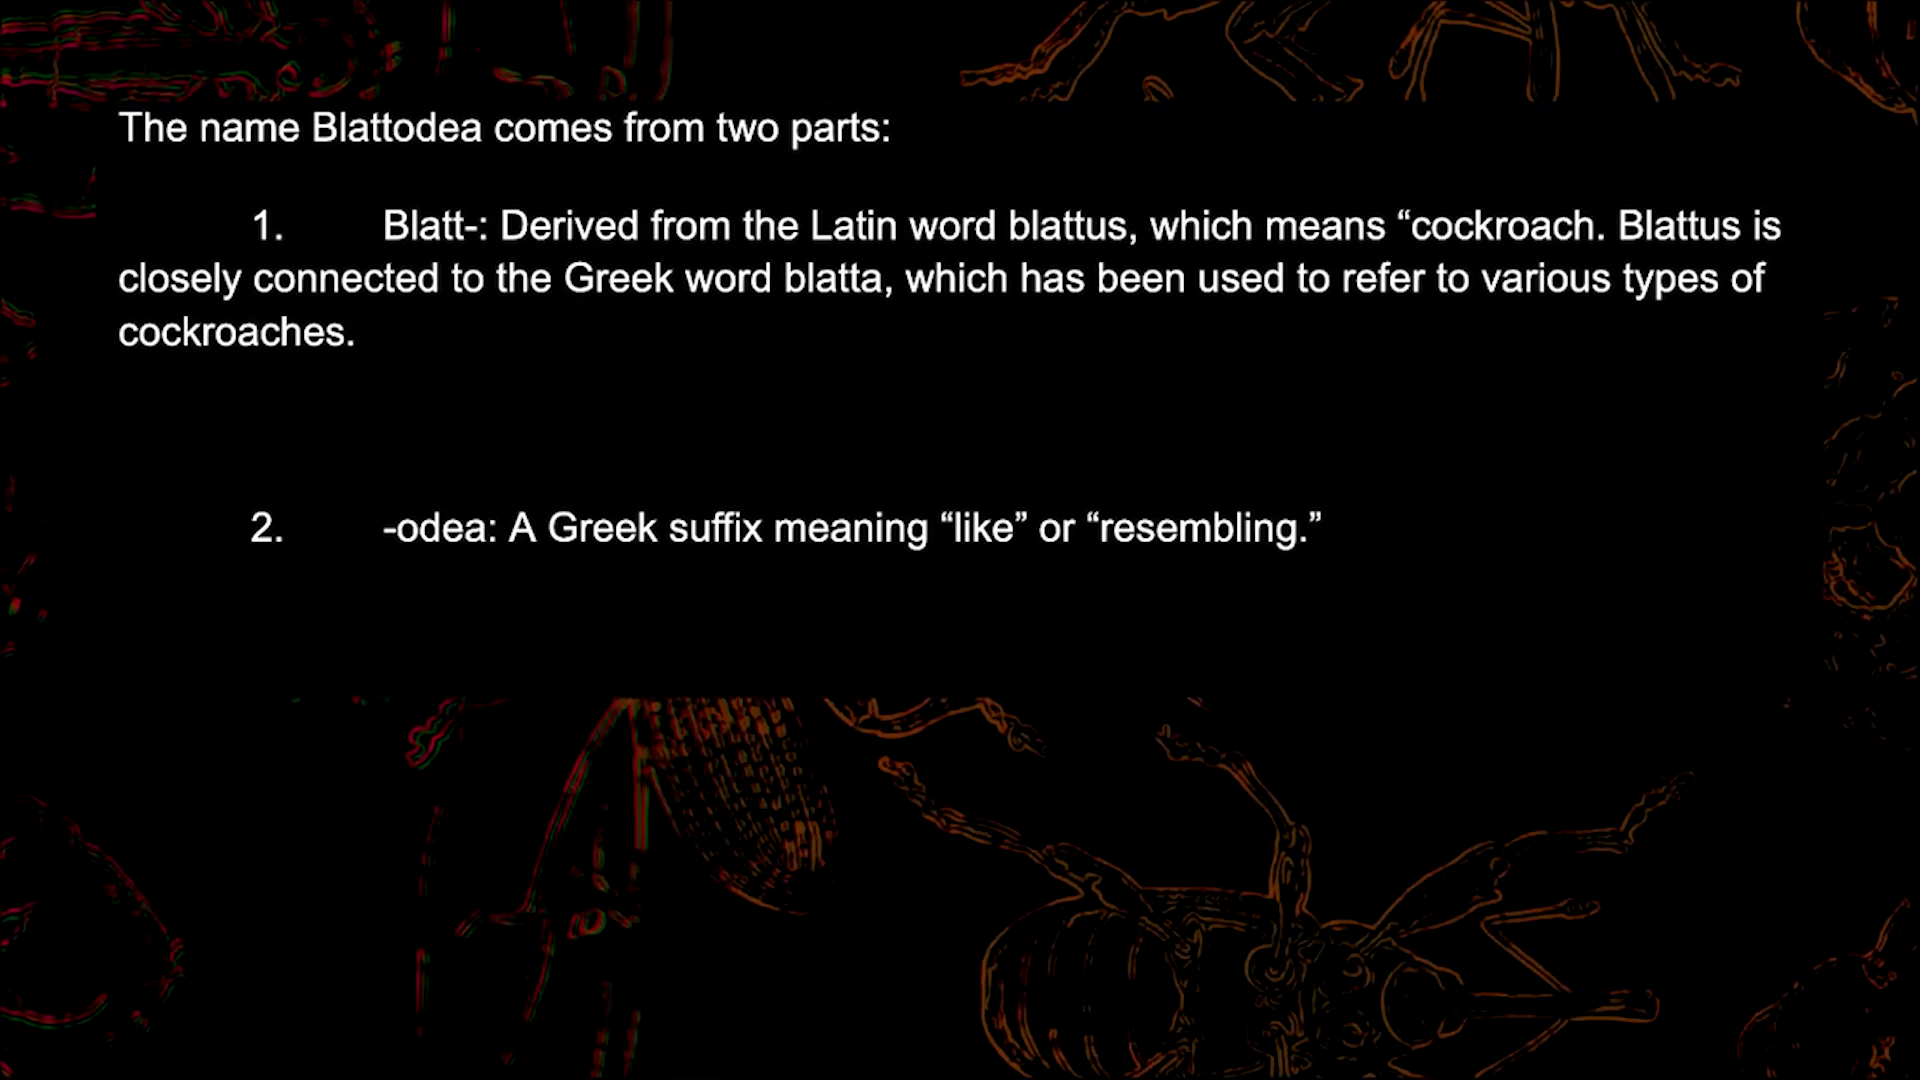 The name Blattodea comes from two parts:
1. Blatt-: Derived from the Latin word blattus, which means “cockroach. Blattus is
closely connected to the Greek word blatta, which has been used to refer to various types of
cockroaches.
2. -odea: A Greek suffix meaning “like” or “resembling.”